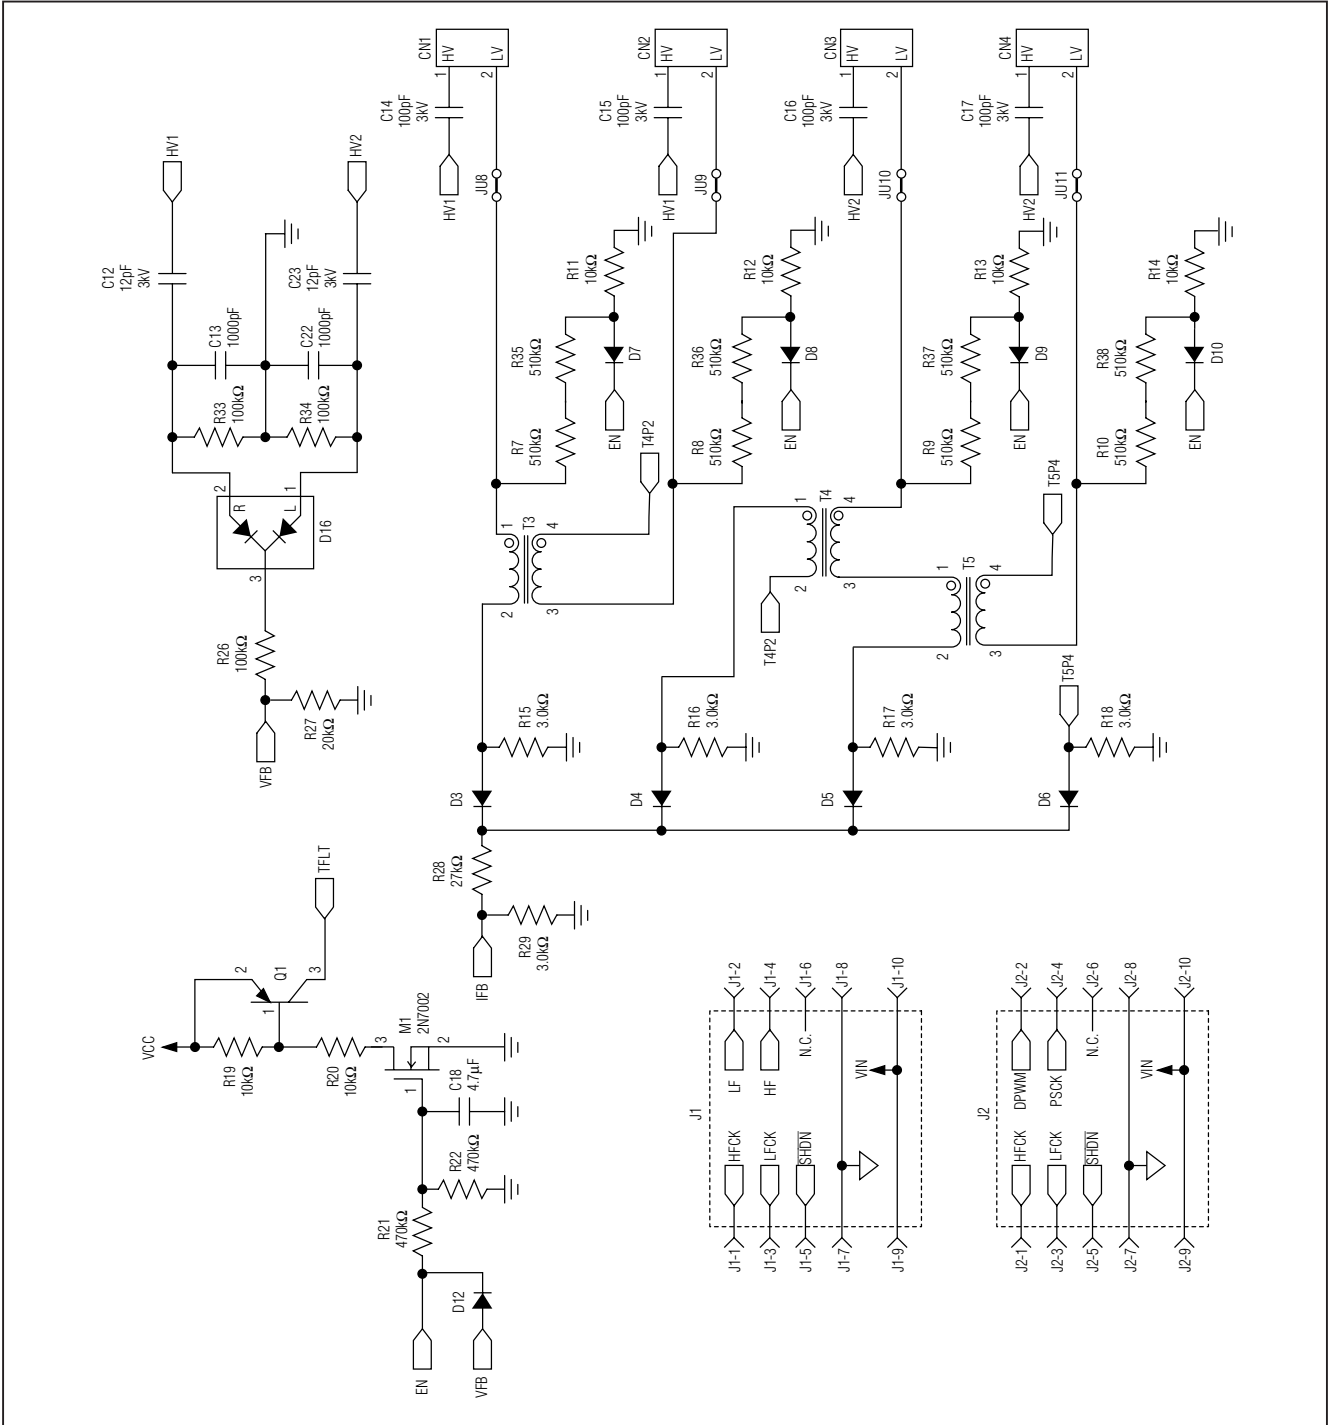 CN1
HV
LV
1
2
C14
100pF
3kV
HV1
JU8
CN2
HV
LV
1
2
C15
100pF
3kV
HV1
JU9
CN3
HV
LV
1
2
C16
100pF
3kV
HV2
JU10
CN4
HV
LV
1
2
C17
100pF
3kV
HV2
JU11
HV1
HV2
C12
12pF
3kV
C23
12pF
3kV
C13
1000pF
C22
1000pF
R33
100kΩ
R34
100kΩ
2
1
R
L
D16
3
R26
100kΩ
R27
20kΩ
VFB
R11
10kΩ
R35
510kΩ
D7
R7
510kΩ
EN
T4P2
R12
10kΩ
R36
510kΩ
D8
R8
510kΩ
EN
R13
10kΩ
R37
510kΩ
D9
R9
510kΩ
EN
R14
10kΩ
R38
510kΩ
D10
R10
510kΩ
EN
T5P4
1
T3
4
2
3
1
T4
4
2
3
T4P2
1
T5
4
2
3
T5P4
R15
3.0kΩ
R16
3.0kΩ
R17
3.0kΩ
R18
3.0kΩ
D3
D4
D5
D6
R28
27kΩ
R29
3.0kΩ
IFB
TFLT
VCC
2
Q1
3
1
R19
10kΩ
R20
10kΩ
3
M1
2N7002
2
1
C18
4.7µF
R22
470kΩ
R21
470kΩ
D12
EN
VFB
J1
J1-2
J1-4
J1-6
J1-8
J1-10
LF
HF
N.C.
VIN
HFCK
LFCK
SHDN
J1-1
J1-3
J1-5
J1-7
J1-9
J2
J2-2
J2-4
J2-6
J2-8
J2-10
DPWM
PSCK
N.C.
VIN
HFCK
LFCK
SHDN
J2-1
J2-3
J2-5
J2-7
J2-9